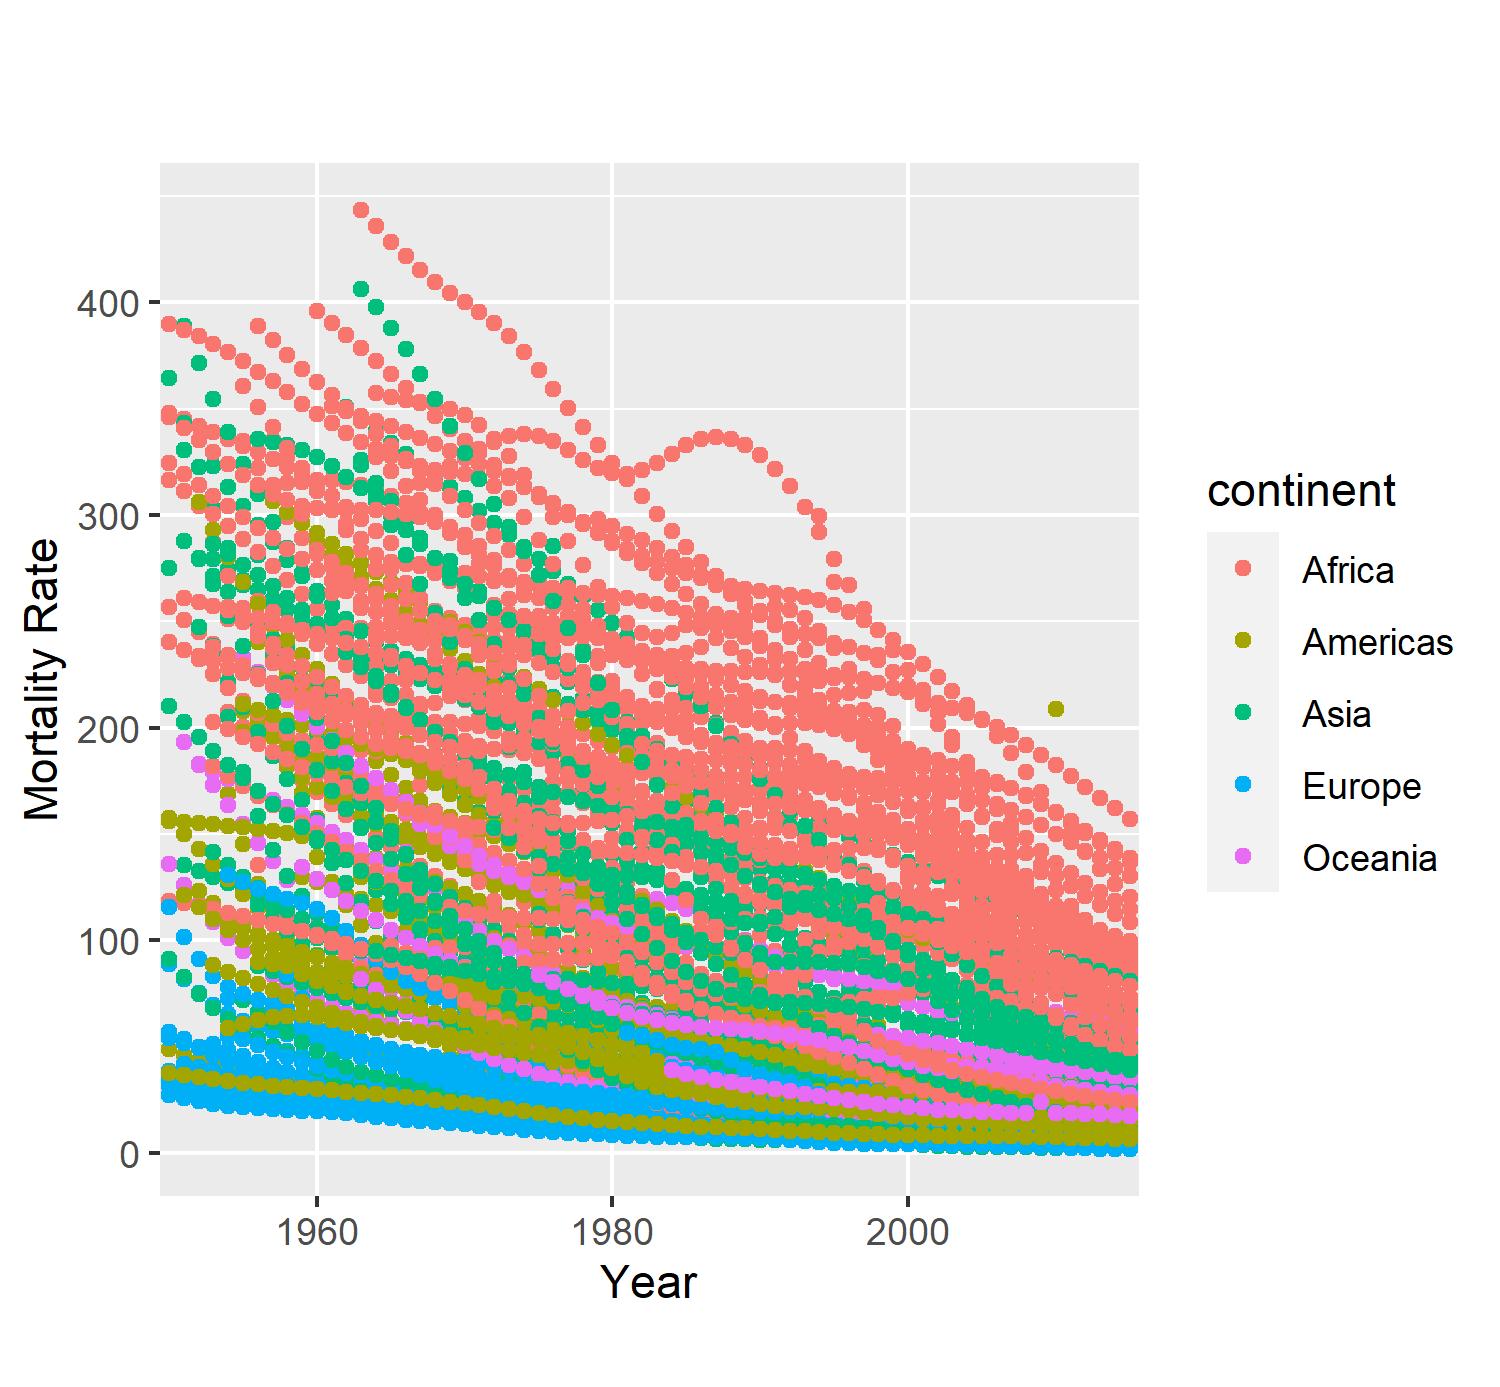 400
300
200
100
0
Mortality Rate
1960
1980
2000
Year
continent
Africa
Americas
Asia
Europe
Oceania